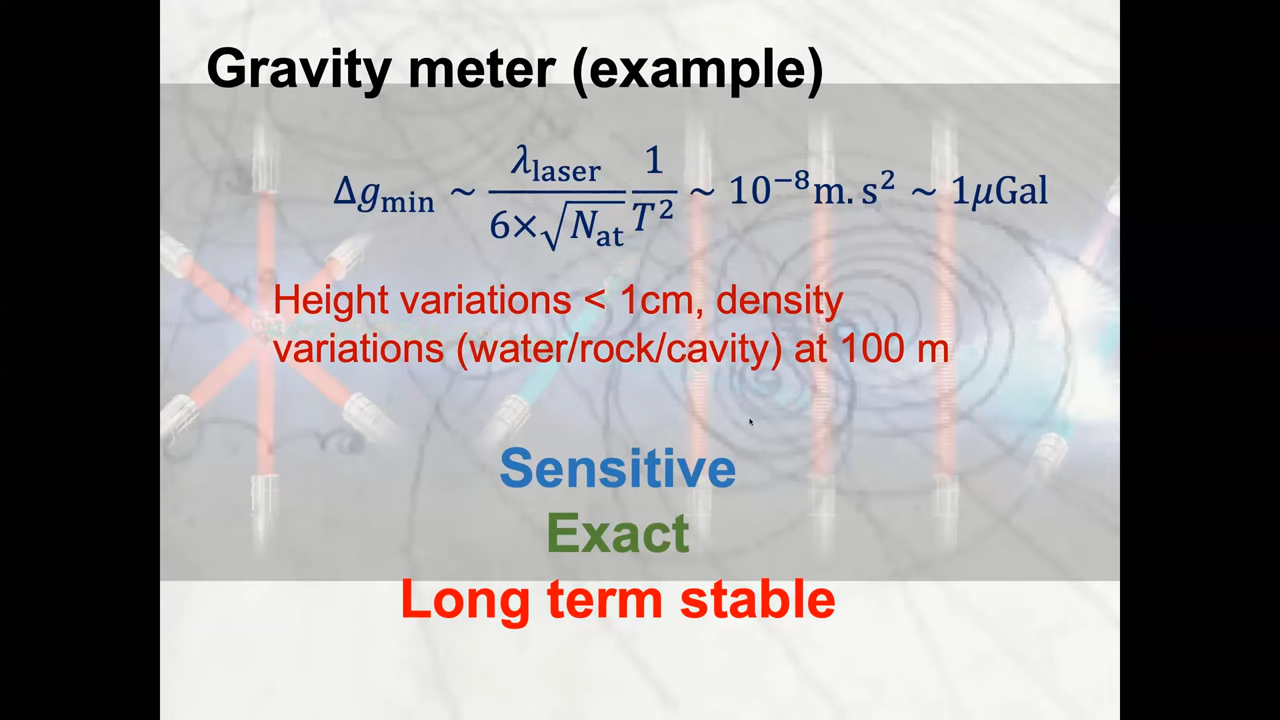 Gravity meter (example)
Δg_min ~ λ_laser / (6×√N_at) 1/T² ~ 10⁻⁸m.s² ~ 1μGal
Height variations < 1cm, density
variations (water/rock/cavity) at 100 m
Sensitive
Exact
Long term stable